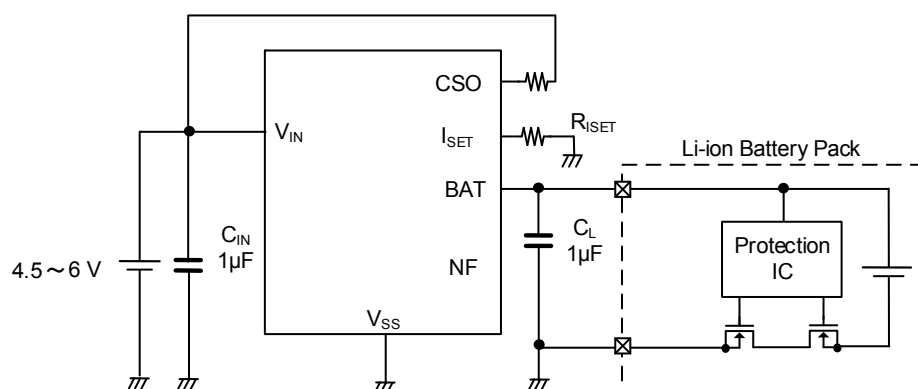 CSO
V_IN
I_SET
R_ISET
Li-ion Battery Pack
BAT
C_IN
1µF
C_L
1µF
Protection
IC
4.5～6 V
NF
V_SS